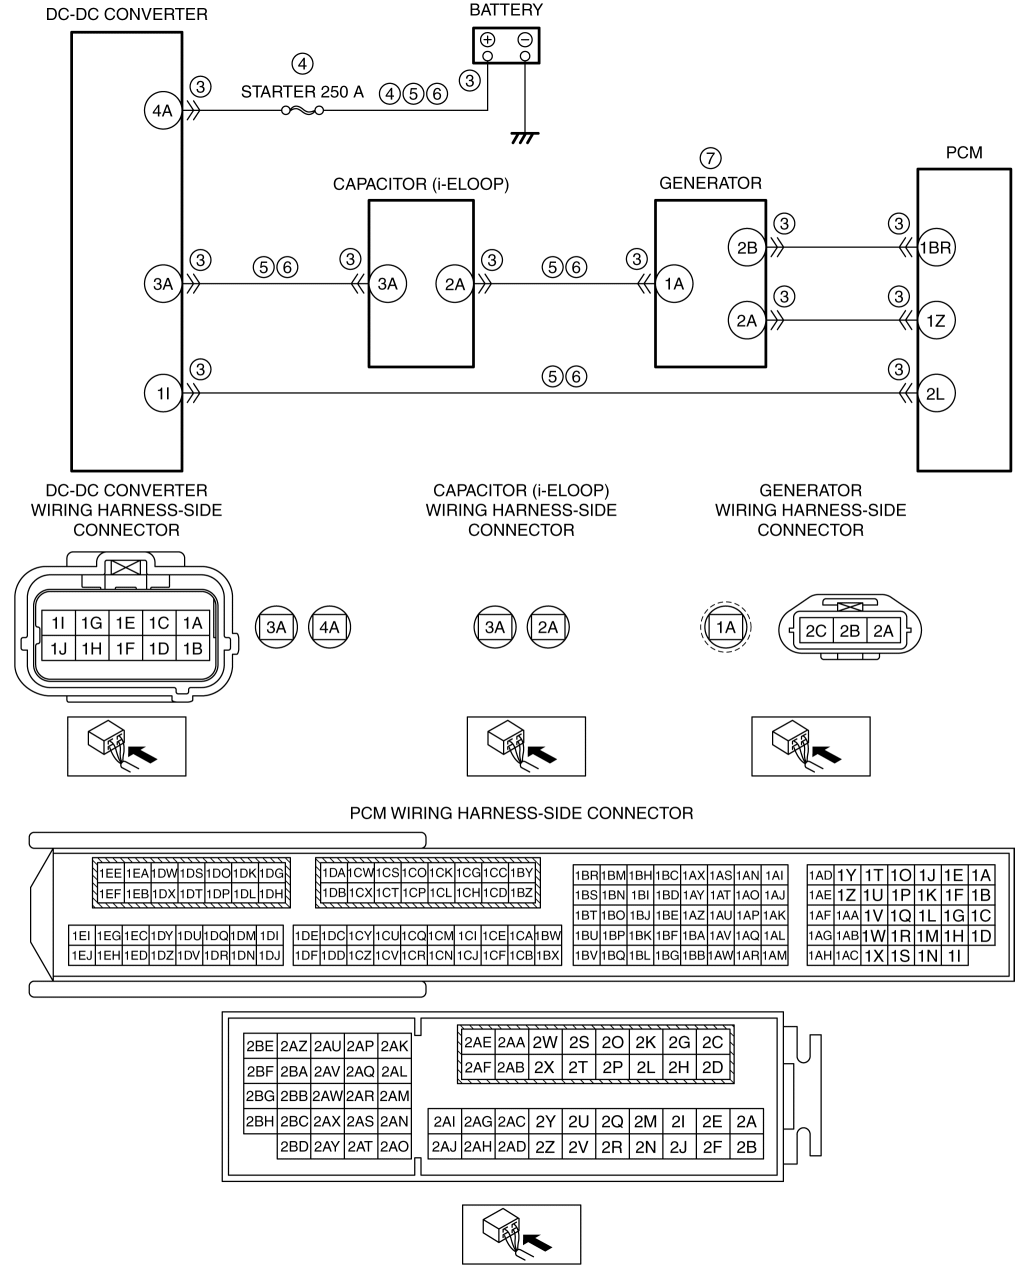 DC-DC CONVERTER
BATTERY
+ −
③ ④
STARTER 250 A ④ ⑤ ⑥ ③
4A
PCM
⑦
CAPACITOR (i-ELOOP)
GENERATOR
③ ③
2B 1BR
③ ⑤ ⑥ ③ ③ ⑤ ⑥ ③
3A 3A 2A 1A
③ ③
2A 1Z
③ ⑤ ⑥ ③
1I 2L
DC-DC CONVERTER
WIRING HARNESS-SIDE
CONNECTOR
CAPACITOR (i-ELOOP)
WIRING HARNESS-SIDE
CONNECTOR
GENERATOR
WIRING HARNESS-SIDE
CONNECTOR
1I 1G 1E 1C 1A
1J 1H 1F 1D 1B
3A 4A
3A 2A
1A
2C 2B 2A
PCM WIRING HARNESS-SIDE CONNECTOR
1EE 1EA 1DW 1DS 1DO 1DK 1DG
1EF 1EB 1DX 1DT 1DP 1DL 1DH
1EI 1EG 1EC 1DY 1DU 1DQ 1DM 1DI
1EJ 1EH 1ED 1DZ 1DV 1DR 1DN 1DJ
1DA 1CW 1CS 1CO 1CK 1CG 1CC 1BY
1DB 1CX 1CT 1CP 1CL 1CH 1CD 1BZ
1DE 1DC 1CY 1CU 1CQ 1CM 1CI 1CE 1CA 1BW
1DF 1DD 1CZ 1CV 1CR 1CN 1CJ 1CF 1CB 1BX
1BR 1BM 1BH 1BC 1AX 1AS 1AN 1AI
1BS 1BN 1BI 1BD 1AY 1AT 1AO 1AJ
1BT 1BO 1BJ 1BE 1AZ 1AU 1AP 1AK
1BU 1BP 1BK 1BF 1BA 1AV 1AQ 1AL
1BV 1BQ 1BL 1BG 1BB 1AW 1AR 1AM
1AD 1Y 1T 1O 1J 1E 1A
1AE 1Z 1U 1P 1K 1F 1B
1AF 1AA 1V 1Q 1L 1G 1C
1AG 1AB 1W 1R 1M 1H 1D
1AH 1AC 1X 1S 1N 1I
2BE 2AZ 2AU 2AP 2AK
2BF 2BA 2AV 2AQ 2AL
2BG 2BB 2AW 2AR 2AM
2BH 2BC 2AX 2AS 2AN
2BD 2AY 2AT 2AO
2AE 2AA 2W 2S 2O 2K 2G 2C
2AF 2AB 2X 2T 2P 2L 2H 2D
2AI 2AG 2AC 2Y 2U 2Q 2M 2I 2E 2A
2AJ 2AH 2AD 2Z 2V 2R 2N 2J 2F 2B